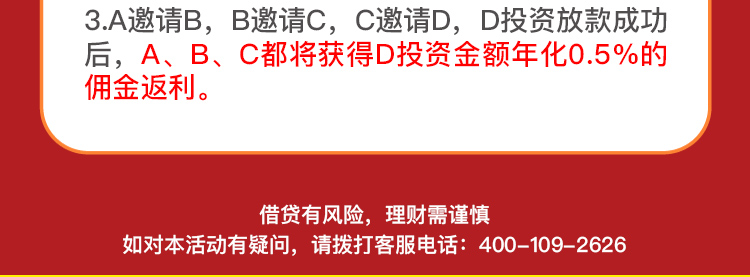 3.A邀请B，B邀请C，C邀请D，D投资放款成功
后，A、B、C都将获得D投资金额年化0.5%的
佣金返利。
借贷有风险，理财需谨慎
如对本活动有疑问，请拨打客服电话：400-109-2626